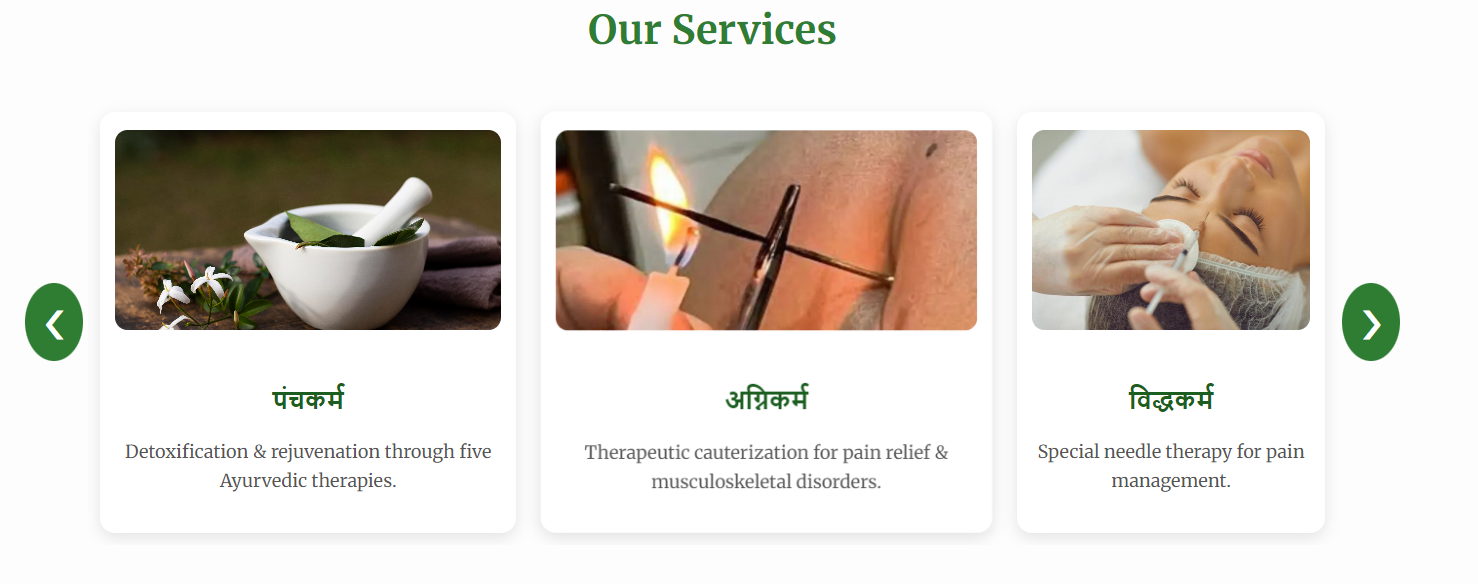 Our Services
पंचकर्म
Detoxification & rejuvenation through five
Ayurvedic therapies.
अग्निकर्म
Therapeutic cauterization for pain relief &
musculoskeletal disorders.
विद्धकर्म
Special needle therapy for pain
management.